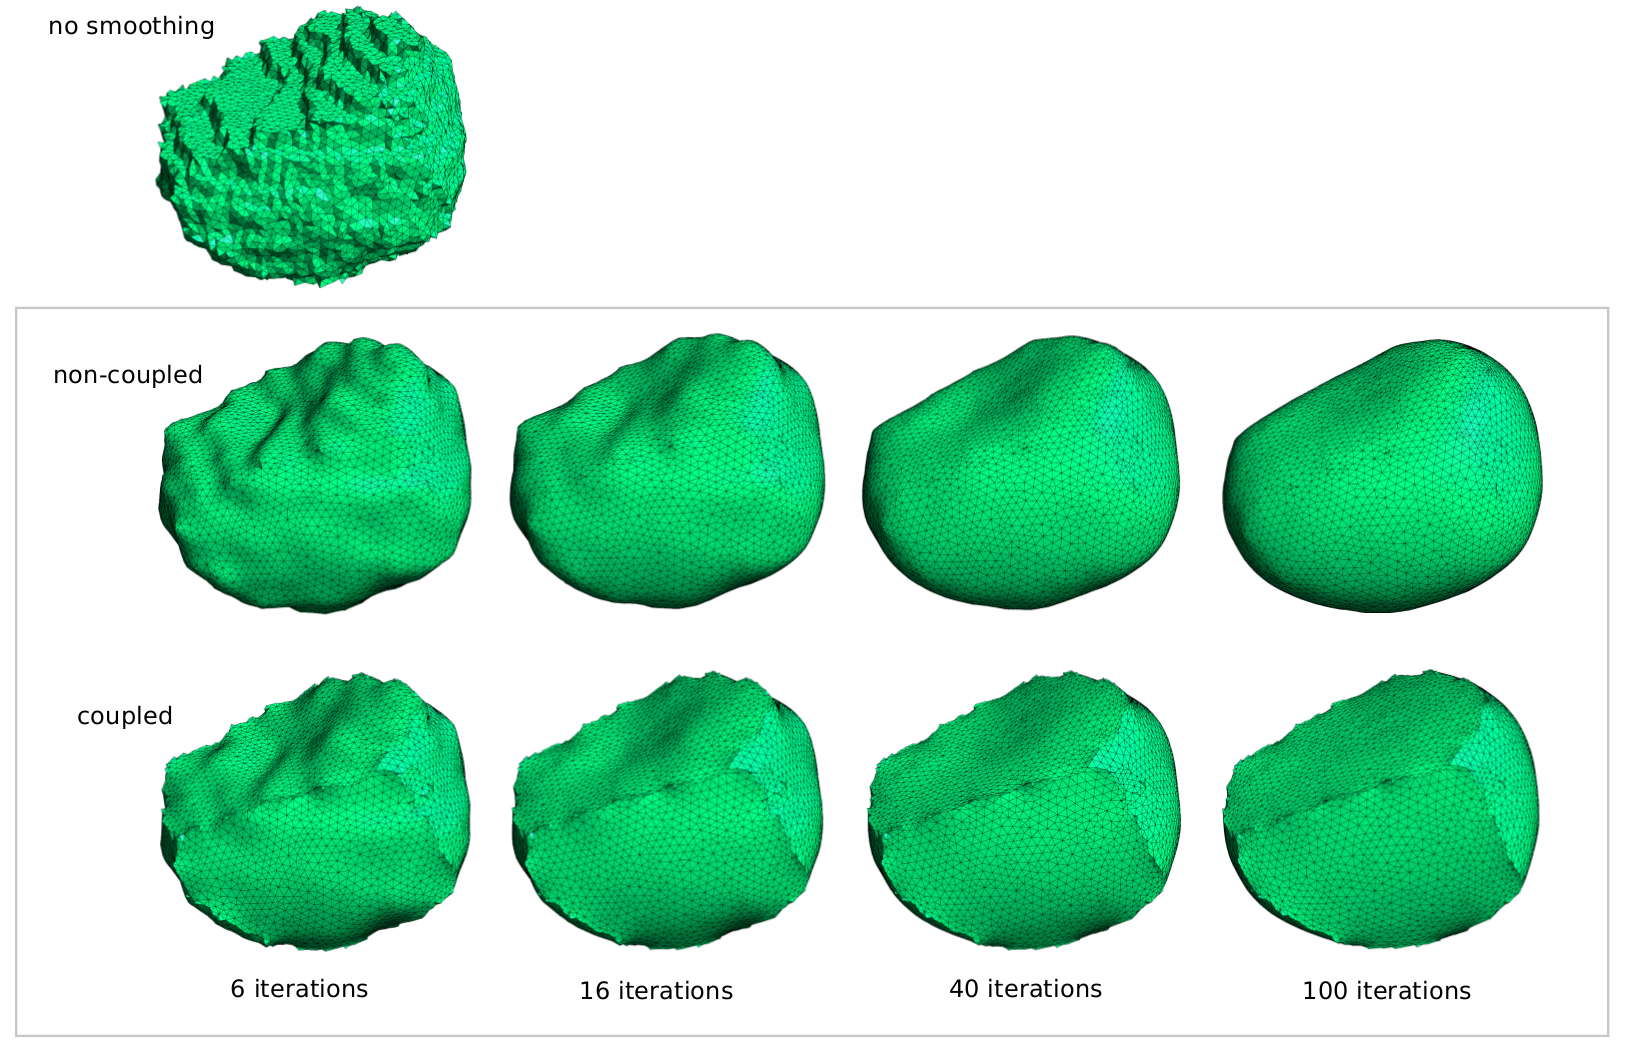 no smoothing
non-coupled
coupled
6 iterations
16 iterations
40 iterations
100 iterations